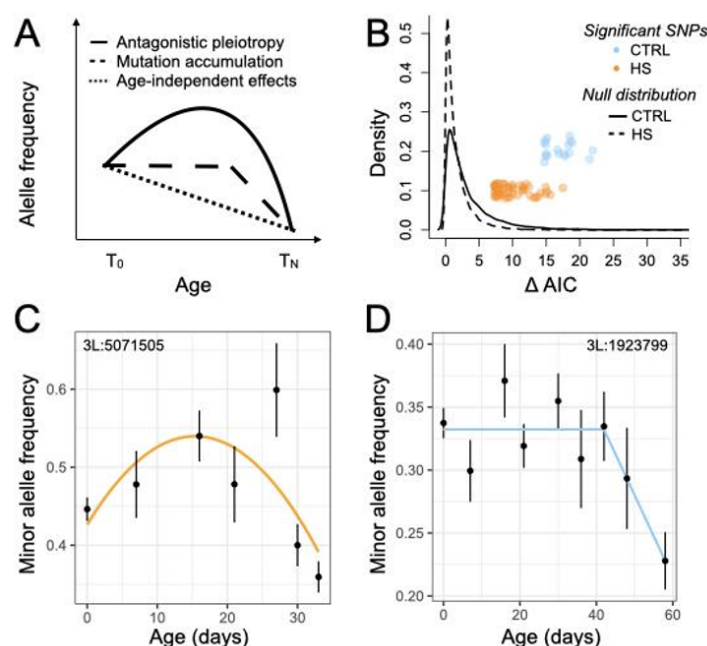 A
Antagonistic pleiotropy
Mutation accumulation
Age-independent effects
Alelle frequency
T₀
Tₙ
Age
B
Significant SNPs
CTRL
HS
Null distribution
CTRL
HS
Density
0.5
0.4
0.3
0.2
0.1
0.0
0 5 10 15 20 25 30 35
Δ AIC
C
3L:5071505
Minor alelle frequency
0.6
0.5
0.4
0 10 20 30
Age (days)
D
3L:1923799
Minor alelle frequency
0.40
0.35
0.30
0.25
0.20
0 20 40 60
Age (days)